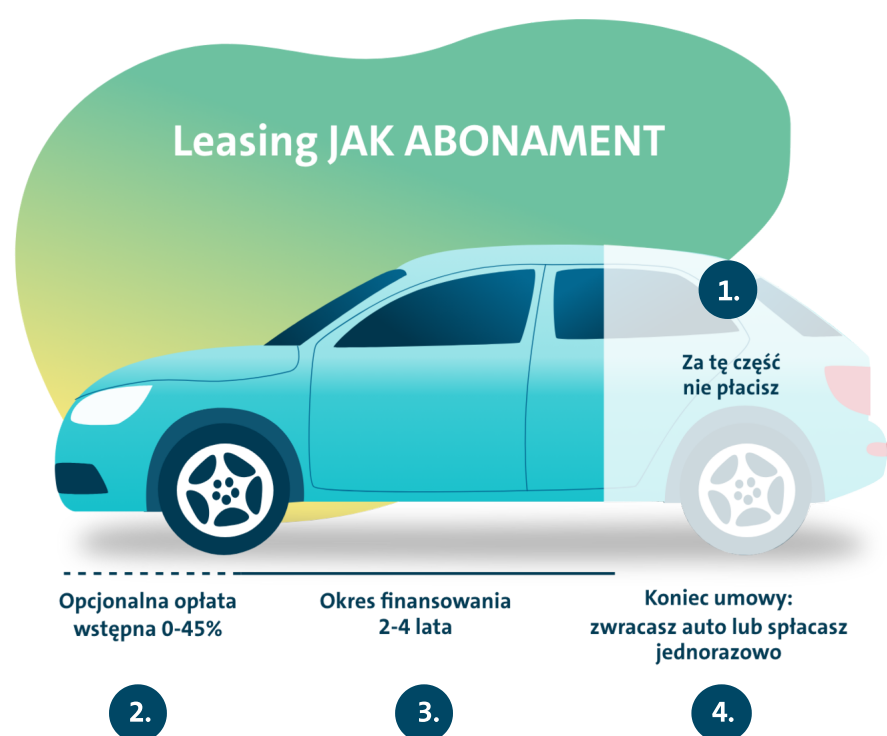 Leasing JAK ABONAMENT
1.
Za tę część
nie płacisz
Opcjonalna opłata
wstępna 0-45%
Okres finansowania
2-4 lata
Koniec umowy:
zwracasz auto lub spłacasz
jednorazowo
2.
3.
4.